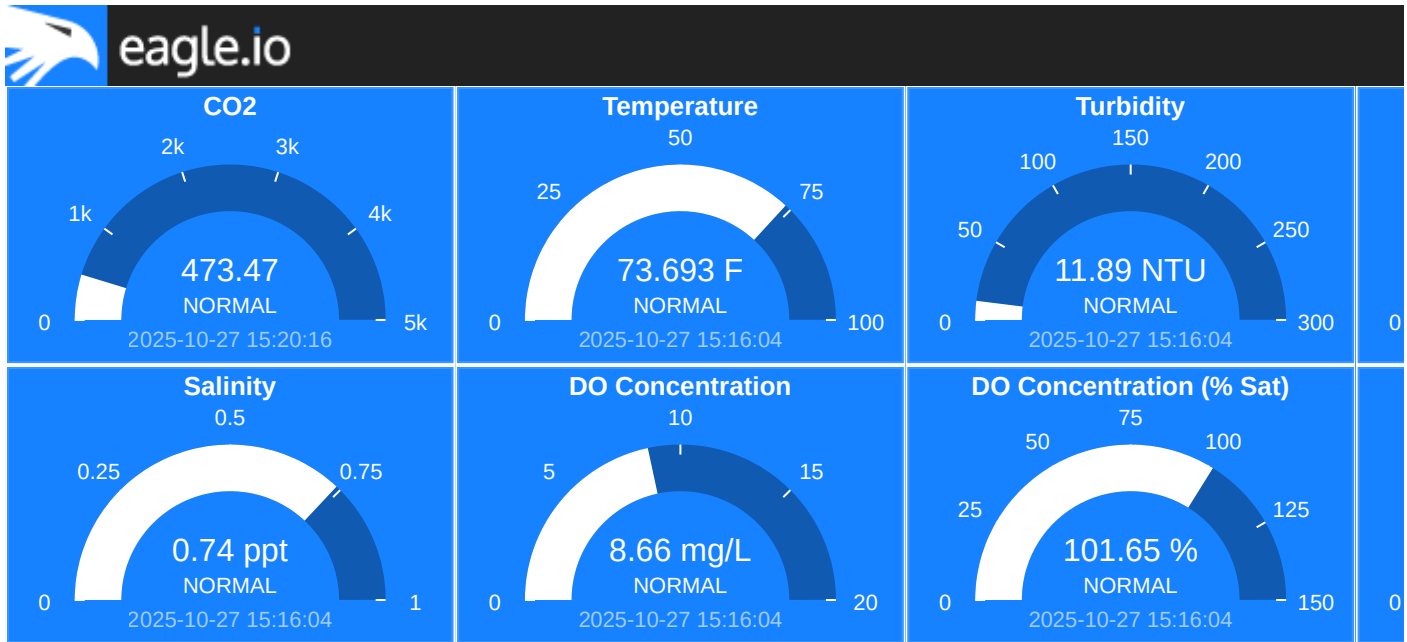 eagle.io
CO2
2k
3k
1k
4k
473.47
NORMAL
0
5k
2025-10-27 15:20:16
Temperature
50
25
75
73.693 F
NORMAL
0
100
2025-10-27 15:16:04
Turbidity
150
100
200
50
250
11.89 NTU
NORMAL
0
300
2025-10-27 15:16:04
0
Salinity
0.5
0.25
0.75
0.74 ppt
NORMAL
0
1
2025-10-27 15:16:04
DO Concentration
10
5
15
8.66 mg/L
NORMAL
0
20
2025-10-27 15:16:04
DO Concentration (% Sat)
75
50
100
25
125
101.65 %
NORMAL
0
150
2025-10-27 15:16:04
0